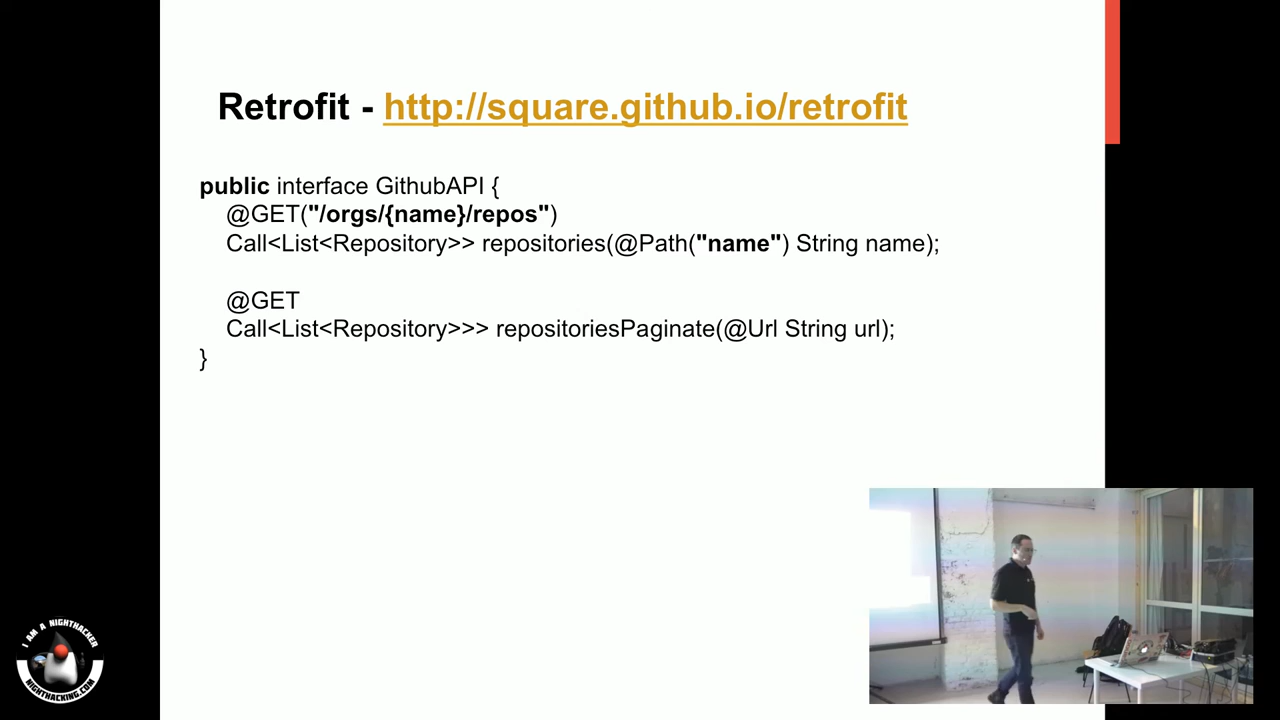 Retrofit - http://square.github.io/retrofit
public interface GithubAPI {
@GET("/orgs/{name}/repos")
Call<List<Repository>> repositories(@Path("name") String name);
@GET
Call<List<Repository>>> repositoriesPaginate(@Url String url);
}
I AM A NIGHTHACKER
NIGHTHACKING.COM